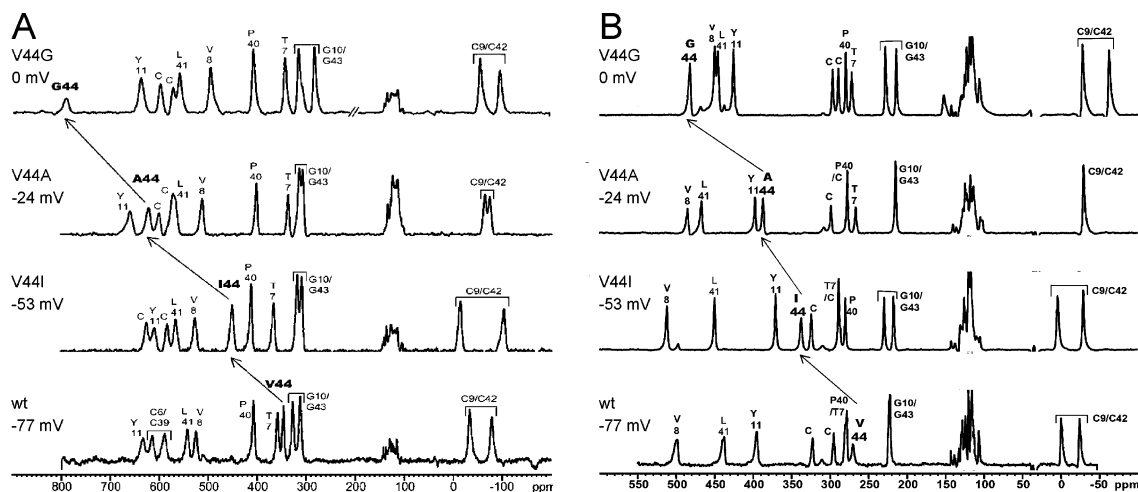 A
V44G
0 mV
G44
Y
11
C
C
L
41
V
8
P
40
T
7
G10/
G43
C9/C42
V44A
-24 mV
Y
11
A44
C
C
L
41
V
8
P
40
T
7
G10/
G43
C9/C42
V44I
-53 mV
C
Y
11
C
L
41
V
8
I44
P
40
T
7
G10/
G43
C9/C42
wt
-77 mV
Y
11
C6/
C39
L
41
V
8
P
40
T
7
V44
G10/
G43
C9/C42
800 700 600 500 400 300 200 100 0 -100 ppm
B
V44G
0 mV
G
44
V
8
L
41
Y
11
C
C
P
40
T
7
G10/
G43
C9/C42
V44A
-24 mV
V
8
L
41
Y
11
A
44
C
P40
/C
T
7
G10/
G43
C9/C42
V44I
-53 mV
V
8
L
41
Y
11
I
44
C
T7
/C
P
40
G10/
G43
C9/C42
wt
-77 mV
V
8
L
41
Y
11
C
C
P40
/T7
V
44
G10/
G43
C9/C42
550 500 450 400 350 300 250 200 150 100 50 0 -50 ppm